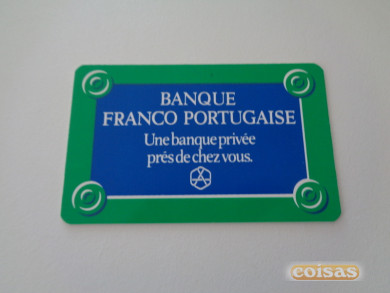 BANQUE
FRANCO PORTUGAISE
Une banque privée
prés de chez vous.
coisas